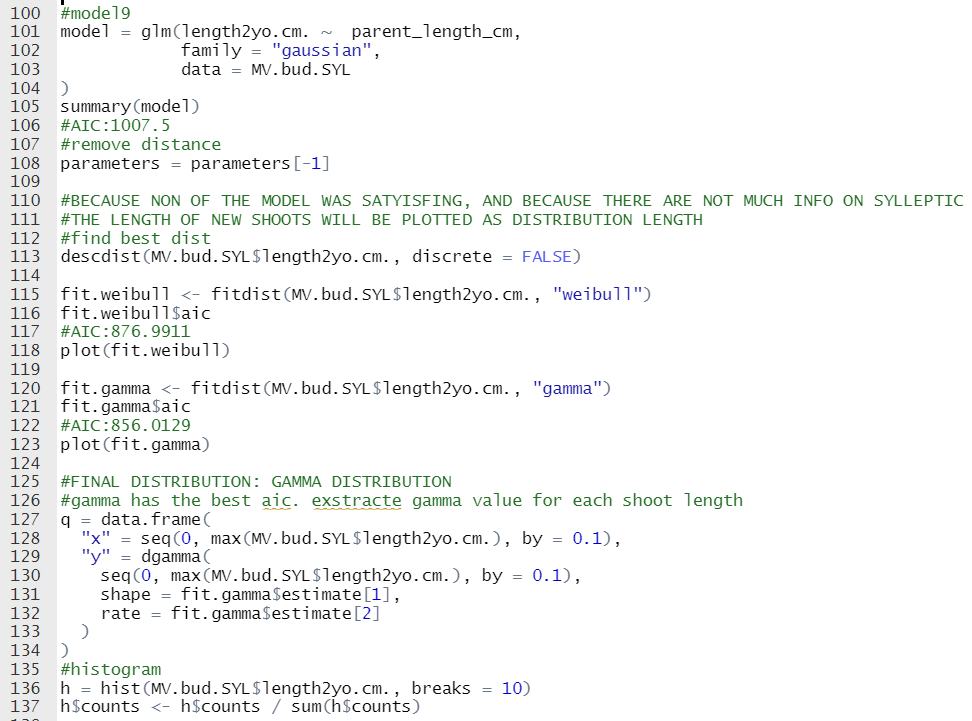 100 #model9
101 model = glm(length2yo.cm. ~  parent_length_cm,
102             family = "gaussian",
103             data = MV.bud.SYL
104 )
105 summary(model)
106 #AIC:1007.5
107 #remove distance
108 parameters = parameters[-1]
109
110 #BECAUSE NON OF THE MODEL WAS SATYISFING, AND BECAUSE THERE ARE NOT MUCH INFO ON SYLLEPTIC
111 #THE LENGTH OF NEW SHOOTS WILL BE PLOTTED AS DISTRIBUTION LENGTH
112 #find best dist
113 descdist(MV.bud.SYL$length2yo.cm., discrete = FALSE)
114
115 fit.weibull <- fitdist(MV.bud.SYL$length2yo.cm., "weibull")
116 fit.weibull$aic
117 #AIC:876.9911
118 plot(fit.weibull)
119
120 fit.gamma <- fitdist(MV.bud.SYL$length2yo.cm., "gamma")
121 fit.gamma$aic
122 #AIC:856.0129
123 plot(fit.gamma)
124
125 #FINAL DISTRIBUTION: GAMMA DISTRIBUTION
126 #gamma has the best aic. exstracte gamma value for each shoot length
127 q = data.frame(
128   "x" = seq(0, max(MV.bud.SYL$length2yo.cm.), by = 0.1),
129   "y" = dgamma(
130     seq(0, max(MV.bud.SYL$length2yo.cm.), by = 0.1),
131     shape = fit.gamma$estimate[1],
132     rate = fit.gamma$estimate[2]
133   )
134 )
135 #histogram
136 h = hist(MV.bud.SYL$length2yo.cm., breaks = 10)
137 h$counts <- h$counts / sum(h$counts)